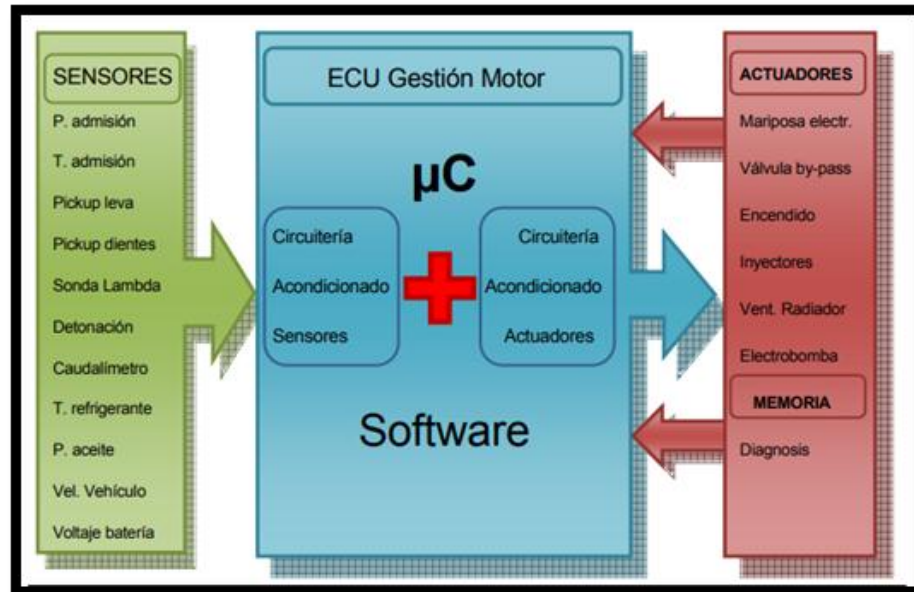 SENSORES
P. admisión
T. admisión
Pickup leva
Pickup dientes
Sonda Lambda
Detonación
Caudalímetro
T. refrigerante
P. aceite
Vel. Vehículo
Voltaje batería
ECU Gestión Motor
µC
Circuitería
Acondicionado
Sensores
Circuitería
Acondicionado
Actuadores
Software
ACTUADORES
Mariposa electr.
Válvula by-pass
Encendido
Inyectores
Vent. Radiador
Electrobomba
MEMORIA
Diagnosis